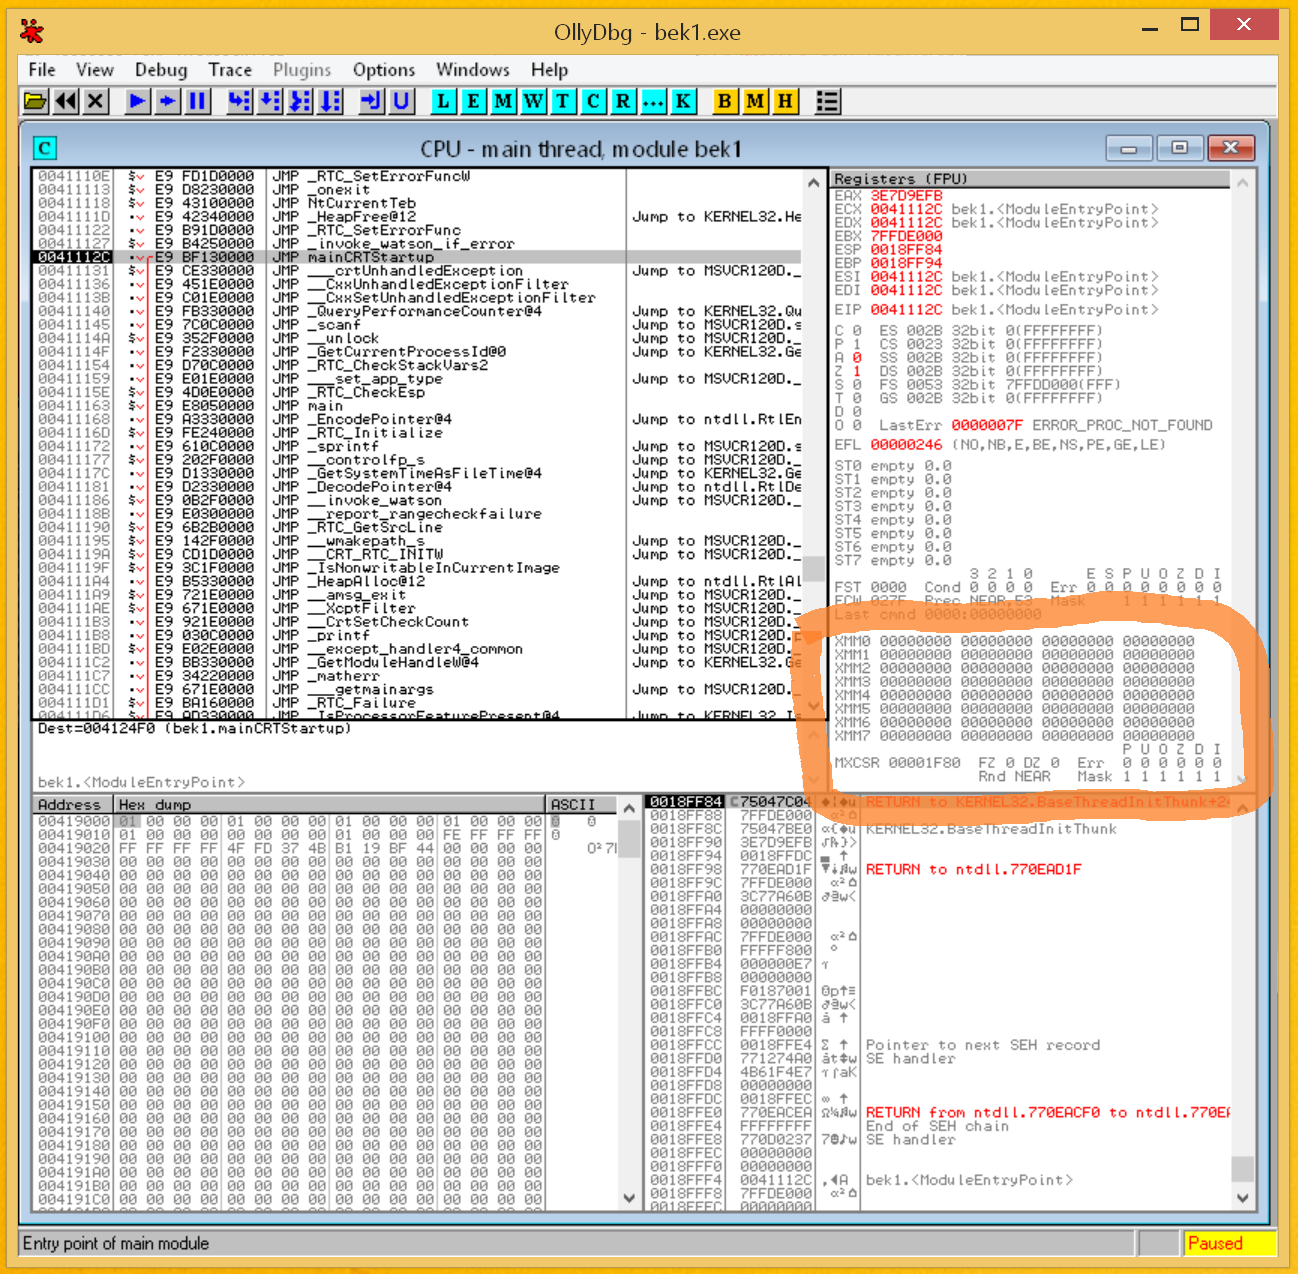 OllyDbg - bek1.exe
File View Debug Trace Plugins Options Windows Help
L E M W T C R ... K B M H
C CPU - main thread, module bek1
0041110E $ E9 FD1D0000 JMP _RTC_SetErrorFuncW
00411113 $ E9 D8230000 JMP _onexit
00411118 $ E9 43100000 JMP NtCurrentTeb
0041111D . E9 42340000 JMP _HeapFree@12 Jump to KERNEL32.He
00411122 $ E9 B91D0000 JMP _RTC_SetErrorFunc
00411127 $ E9 B4250000 JMP _invoke_watson_if_error
0041112C . E9 BF130000 JMP mainCRTStartup
00411131 $ E9 CE330000 JMP ___crtUnhandledException Jump to MSVCR120D._
00411136 . E9 451E0000 JMP __CxxUnhandledExceptionFilter
0041113B . E9 C01E0000 JMP __CxxSetUnhandledExceptionFilter
00411140 . E9 FB330000 JMP _QueryPerformanceCounter@4 Jump to KERNEL32.Qu
00411145 $ E9 7C0C0000 JMP _scanf Jump to MSVCR120D.s
0041114A $ E9 352F0000 JMP __unlock Jump to MSVCR120D._
0041114F . E9 F2330000 JMP _GetCurrentProcessId@0 Jump to KERNEL32.Ge
00411154 . E9 D70C0000 JMP _RTC_CheckStackVars2
00411159 $ E9 E01E0000 JMP ___set_app_type Jump to MSVCR120D._
0041115E $ E9 4D0E0000 JMP _RTC_CheckEsp
00411163 $ E9 E8050000 JMP main
00411168 . E9 A3330000 JMP _EncodePointer@4 Jump to ntdll.RtlEn
0041116D $ E9 FE240000 JMP _RTC_Initialize
00411172 . E9 610C0000 JMP _sprintf Jump to MSVCR120D.s
00411177 $ E9 202F0000 JMP __controlfp_s Jump to MSVCR120D._
0041117C . E9 D1330000 JMP _GetSystemTimeAsFileTime@4 Jump to KERNEL32.Ge
00411181 . E9 D2330000 JMP _DecodePointer@4 Jump to ntdll.RtlDe
00411186 $ E9 0B2F0000 JMP __invoke_watson Jump to MSVCR120D._
0041118B . E9 E0300000 JMP __report_rangecheckfailure
00411190 $ E9 6B2B0000 JMP _RTC_GetSrcLine
00411195 $ E9 142F0000 JMP __wmakepath_s Jump to MSVCR120D._
0041119A $ E9 CD1D0000 JMP __CRT_RTC_INITW Jump to MSVCR120D._
0041119F $ E9 3C1F0000 JMP _IsNonwritableInCurrentImage
004111A4 . E9 B5330000 JMP _HeapAlloc@12 Jump to ntdll.RtlAl
004111A9 $ E9 721E0000 JMP __amsg_exit Jump to MSVCR120D._
004111AE . E9 671E0000 JMP __XcptFilter Jump to MSVCR120D._
004111B3 $ E9 921E0000 JMP __CrtSetCheckCount Jump to MSVCR120D._
004111B8 . E9 030C0000 JMP _printf Jump to MSVCR120D.p
004111BD . E9 E02E0000 JMP __except_handler4_common Jump to MSVCR120D._
004111C2 . E9 BB330000 JMP _GetModuleHandleW@4 Jump to KERNEL32.Ge
004111C7 . E9 34220000 JMP _matherr
004111CC $ E9 671E0000 JMP ___getmainargs Jump to MSVCR120D._
004111D1 $ E9 BA160000 JMP _RTC_Failure
004111D6 . E9 AD330000 JMP _IsProcessorFeaturePresent@4 Jump to KERNEL32.Is
Dest=004124F0 (bek1.mainCRTStartup)
bek1.<ModuleEntryPoint>
Registers (FPU)
EAX 3E7D9EFB
ECX 0041112C bek1.<ModuleEntryPoint>
EDX 0041112C bek1.<ModuleEntryPoint>
EBX 7FFDE000
ESP 0018FF84
EBP 0018FF94
ESI 0041112C bek1.<ModuleEntryPoint>
EDI 0041112C bek1.<ModuleEntryPoint>
EIP 0041112C bek1.<ModuleEntryPoint>
C 0 ES 002B 32bit 0(FFFFFFFF)
P 1 CS 0023 32bit 0(FFFFFFFF)
A 0 SS 002B 32bit 0(FFFFFFFF)
Z 1 DS 002B 32bit 0(FFFFFFFF)
S 0 FS 0053 32bit 7FFDD000(FFF)
T 0 GS 002B 32bit 0(FFFFFFFF)
D 0
O 0 LastErr 0000007F ERROR_PROC_NOT_FOUND
EFL 00000246 (NO,NB,E,BE,NS,PE,GE,LE)
ST0 empty 0.0
ST1 empty 0.0
ST2 empty 0.0
ST3 empty 0.0
ST4 empty 0.0
ST5 empty 0.0
ST6 empty 0.0
ST7 empty 0.0
3 2 1 0 E S P U O Z D I
FST 0000 Cond 0 0 0 0 Err 0 0 0 0 0 0 0 0
FCW 027F Prec NEAR,53 Mask 1 1 1 1 1 1
Last cmnd 0000:00000000
XMM0 00000000 00000000 00000000 00000000
XMM1 00000000 00000000 00000000 00000000
XMM2 00000000 00000000 00000000 00000000
XMM3 00000000 00000000 00000000 00000000
XMM4 00000000 00000000 00000000 00000000
XMM5 00000000 00000000 00000000 00000000
XMM6 00000000 00000000 00000000 00000000
XMM7 00000000 00000000 00000000 00000000
P U O Z D I
MXCSR 00001F80 FZ 0 DZ 0 Err 0 0 0 0 0 0
Rnd NEAR Mask 1 1 1 1 1 1
Address Hex dump ASCII
00419000 01 00 00 00 01 00 00 00 01 00 00 00 01 00 00 00
00419010 01 00 00 00 00 00 00 00 01 00 00 00 FE FF FF FF
00419020 FF FF FF FF 4F FD 37 4B B1 19 BF 44 00 00 00 00
00419030 00 00 00 00 00 00 00 00 00 00 00 00 00 00 00 00
00419040 00 00 00 00 00 00 00 00 00 00 00 00 00 00 00 00
00419050 00 00 00 00 00 00 00 00 00 00 00 00 00 00 00 00
00419060 00 00 00 00 00 00 00 00 00 00 00 00 00 00 00 00
00419070 00 00 00 00 00 00 00 00 00 00 00 00 00 00 00 00
00419080 00 00 00 00 00 00 00 00 00 00 00 00 00 00 00 00
00419090 00 00 00 00 00 00 00 00 00 00 00 00 00 00 00 00
004190A0 00 00 00 00 00 00 00 00 00 00 00 00 00 00 00 00
004190B0 00 00 00 00 00 00 00 00 00 00 00 00 00 00 00 00
004190C0 00 00 00 00 00 00 00 00 00 00 00 00 00 00 00 00
004190D0 00 00 00 00 00 00 00 00 00 00 00 00 00 00 00 00
004190E0 00 00 00 00 00 00 00 00 00 00 00 00 00 00 00 00
004190F0 00 00 00 00 00 00 00 00 00 00 00 00 00 00 00 00
00419100 00 00 00 00 00 00 00 00 00 00 00 00 00 00 00 00
00419110 00 00 00 00 00 00 00 00 00 00 00 00 00 00 00 00
00419120 00 00 00 00 00 00 00 00 00 00 00 00 00 00 00 00
00419130 00 00 00 00 00 00 00 00 00 00 00 00 00 00 00 00
00419140 00 00 00 00 00 00 00 00 00 00 00 00 00 00 00 00
00419150 00 00 00 00 00 00 00 00 00 00 00 00 00 00 00 00
00419160 00 00 00 00 00 00 00 00 00 00 00 00 00 00 00 00
00419170 00 00 00 00 00 00 00 00 00 00 00 00 00 00 00 00
00419180 00 00 00 00 00 00 00 00 00 00 00 00 00 00 00 00
00419190 00 00 00 00 00 00 00 00 00 00 00 00 00 00 00 00
004191A0 00 00 00 00 00 00 00 00 00 00 00 00 00 00 00 00
004191B0 00 00 00 00 00 00 00 00 00 00 00 00 00 00 00 00
004191C0 00 00 00 00 00 00 00 00 00 00 00 00 00 00 00 00
0018FF84 75047C04 RETURN to KERNEL32.BaseThreadInitThunk+24
0018FF88 7FFDE000
0018FF8C 75047BE0 KERNEL32.BaseThreadInitThunk
0018FF90 3E7D9EFB
0018FF94 0018FFDC
0018FF98 770EAD1F RETURN to ntdll.770EAD1F
0018FF9C 7FFDE000
0018FFA0 3C77A60B
0018FFA4 00000000
0018FFA8 00000000
0018FFAC 7FFDE000
0018FFB0 FFFFF800
0018FFB4 000000E7
0018FFB8 00000000
0018FFBC F0187001
0018FFC0 3C77A60B
0018FFC4 0018FFA0
0018FFC8 FFFF0000
0018FFCC 0018FFE4 Pointer to next SEH record
0018FFD0 771274A0 SE handler
0018FFD4 4B61F4E7
0018FFD8 00000000
0018FFDC 0018FFEC
0018FFE0 770EACEA RETURN from ntdll.770EACF0 to ntdll.770EA
0018FFE4 FFFFFFFF End of SEH chain
0018FFE8 770D0237 SE handler
0018FFEC 00000000
0018FFF0 00000000
0018FFF4 0041112C bek1.<ModuleEntryPoint>
0018FFF8 7FFDE000
0018FFFC 00000000
Entry point of main module
Paused